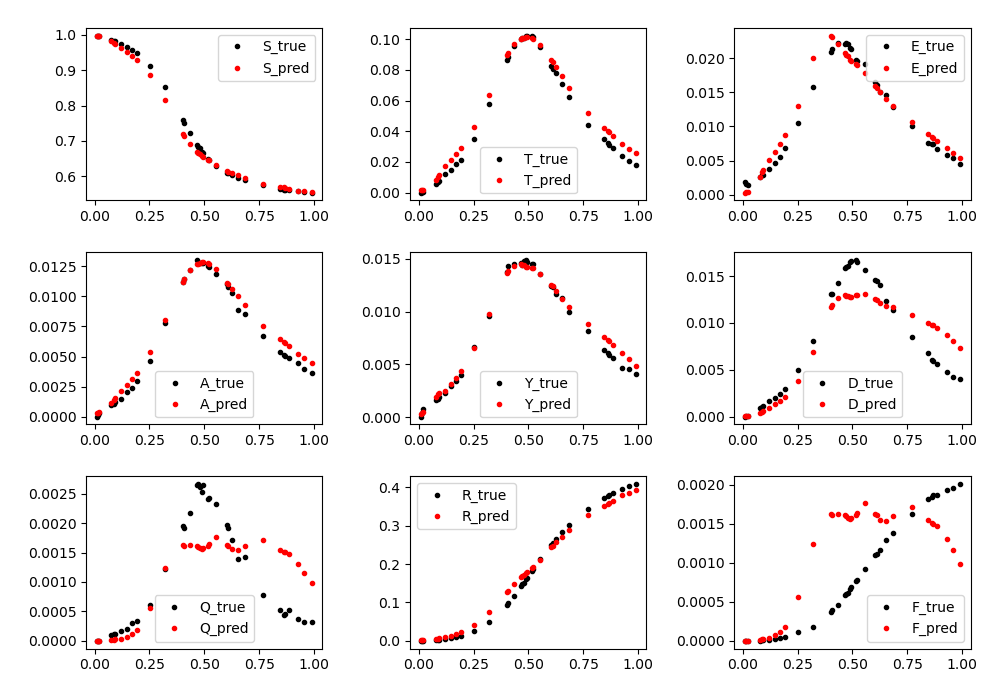 1.0
0.9
0.8
0.7
0.6
0.00 0.25 0.50 0.75 1.00
S_true
S_pred
0.10
0.08
0.06
0.04
0.02
0.00
0.00 0.25 0.50 0.75 1.00
T_true
T_pred
0.020
0.015
0.010
0.005
0.000
0.00 0.25 0.50 0.75 1.00
E_true
E_pred
0.0125
0.0100
0.0075
0.0050
0.0025
0.0000
0.00 0.25 0.50 0.75 1.00
A_true
A_pred
0.015
0.010
0.005
0.000
0.00 0.25 0.50 0.75 1.00
Y_true
Y_pred
0.015
0.010
0.005
0.000
0.00 0.25 0.50 0.75 1.00
D_true
D_pred
0.0025
0.0020
0.0015
0.0010
0.0005
0.0000
0.00 0.25 0.50 0.75 1.00
Q_true
Q_pred
0.4
0.3
0.2
0.1
0.0
0.00 0.25 0.50 0.75 1.00
R_true
R_pred
0.0020
0.0015
0.0010
0.0005
0.0000
0.00 0.25 0.50 0.75 1.00
F_true
F_pred